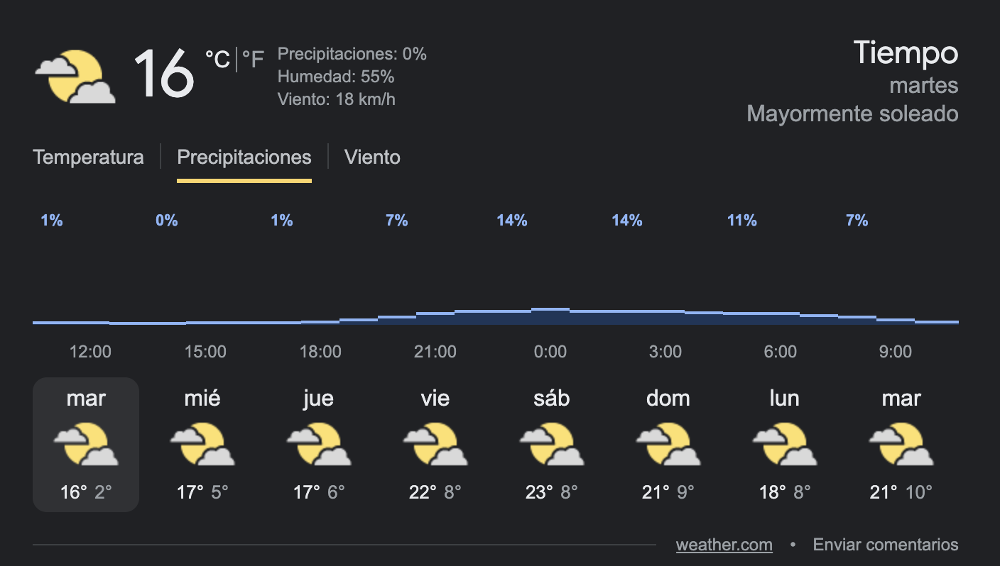 16 °C | °F
Precipitaciones: 0%
Humedad: 55%
Viento: 18 km/h
Tiempo
martes
Mayormente soleado
Temperatura | Precipitaciones | Viento
1% 0% 1% 7% 14% 14% 11% 7%
12:00 15:00 18:00 21:00 0:00 3:00 6:00 9:00
mar mié jue vie sáb dom lun mar
16° 2° 17° 5° 17° 6° 22° 8° 23° 8° 21° 9° 18° 8° 21° 10°
weather.com • Enviar comentarios